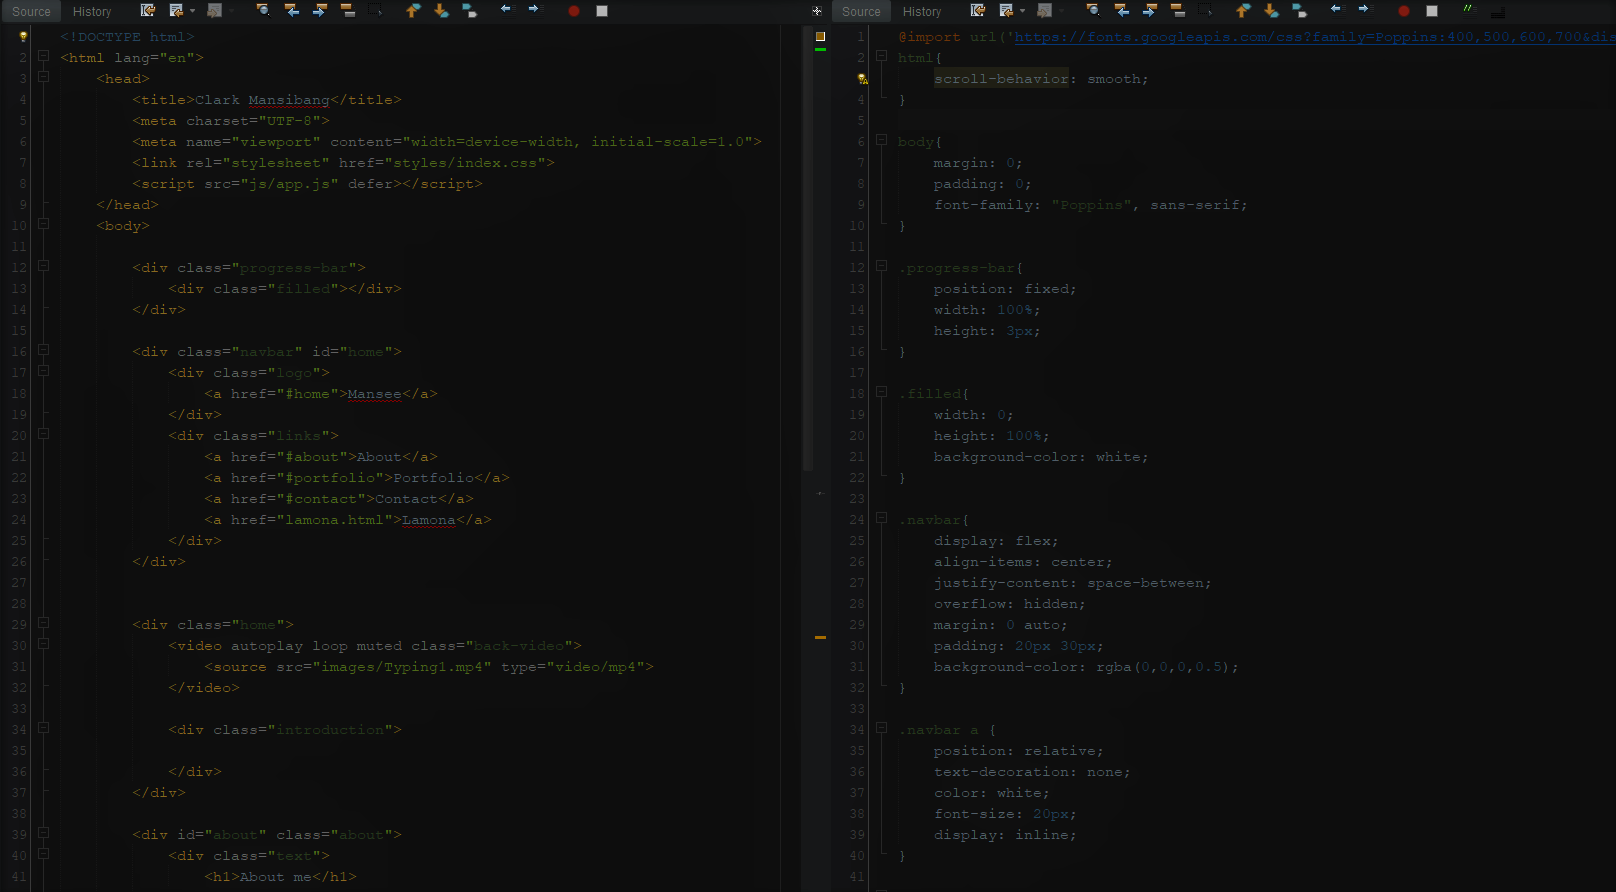 Source History
<!DOCTYPE html>
2 <html lang="en">
3 <head>
4 <title>Clark Mansibang</title>
5 <meta charset="UTF-8">
6 <meta name="viewport" content="width=device-width, initial-scale=1.0">
7 <link rel="stylesheet" href="styles/index.css">
8 <script src="js/app.js" defer></script>
9 </head>
10 <body>
11
12 <div class="progress-bar">
13 <div class="filled"></div>
14 </div>
15
16 <div class="navbar" id="home">
17 <div class="logo">
18 <a href="#home">Mansee</a>
19 </div>
20 <div class="links">
21 <a href="#about">About</a>
22 <a href="#portfolio">Portfolio</a>
23 <a href="#contact">Contact</a>
24 <a href="lamona.html">Lamona</a>
25 </div>
26 </div>
27
28
29 <div class="home">
30 <video autoplay loop muted class="back-video">
31 <source src="images/Typing1.mp4" type="video/mp4">
32 </video>
33
34 <div class="introduction">
35
36 </div>
37 </div>
38
39 <div id="about" class="about">
40 <div class="text">
41 <h1>About me</h1>
Source History
1 @import url('https://fonts.googleapis.com/css?family=Poppins:400,500,600,700&dis
2 html{
scroll-behavior: smooth;
4 }
5
6 body{
7 margin: 0;
8 padding: 0;
9 font-family: "Poppins", sans-serif;
10 }
11
12 .progress-bar{
13 position: fixed;
14 width: 100%;
15 height: 3px;
16 }
17
18 .filled{
19 width: 0;
20 height: 100%;
21 background-color: white;
22 }
23
24 .navbar{
25 display: flex;
26 align-items: center;
27 justify-content: space-between;
28 overflow: hidden;
29 margin: 0 auto;
30 padding: 20px 30px;
31 background-color: rgba(0,0,0,0.5);
32 }
33
34 .navbar a {
35 position: relative;
36 text-decoration: none;
37 color: white;
38 font-size: 20px;
39 display: inline;
40 }
41